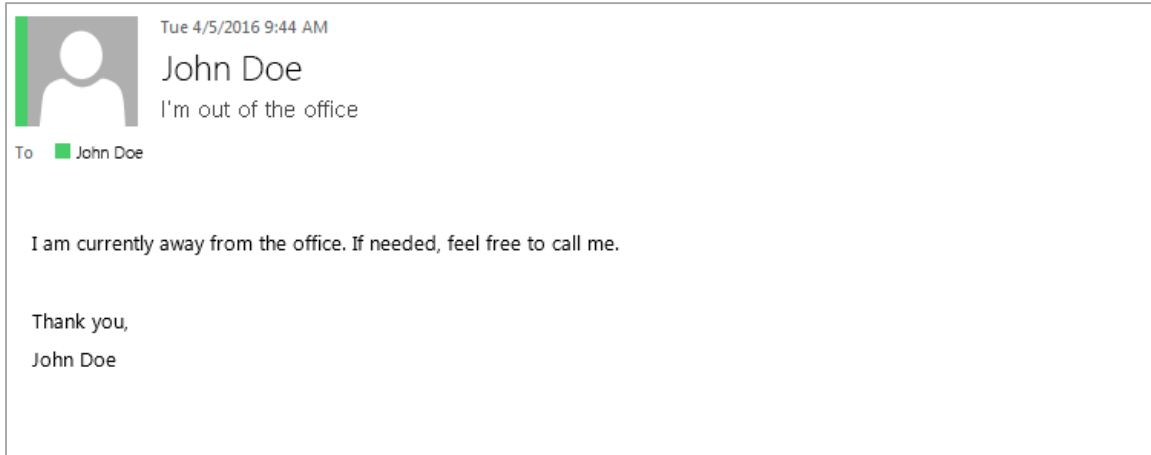 Tue 4/5/2016 9:44 AM
John Doe
I'm out of the office
To John Doe
I am currently away from the office. If needed, feel free to call me.
Thank you,
John Doe